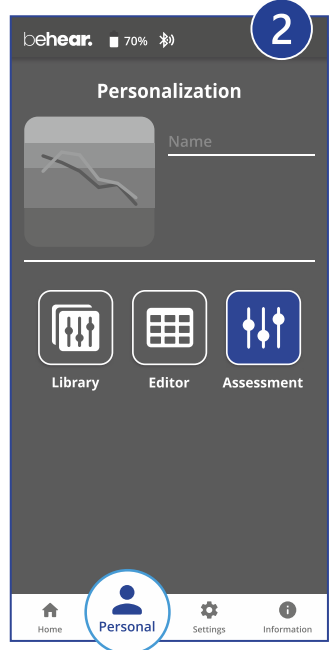 2
behear. 70%
Personalization
Name
Library Editor Assessment
Home Personal Settings Information